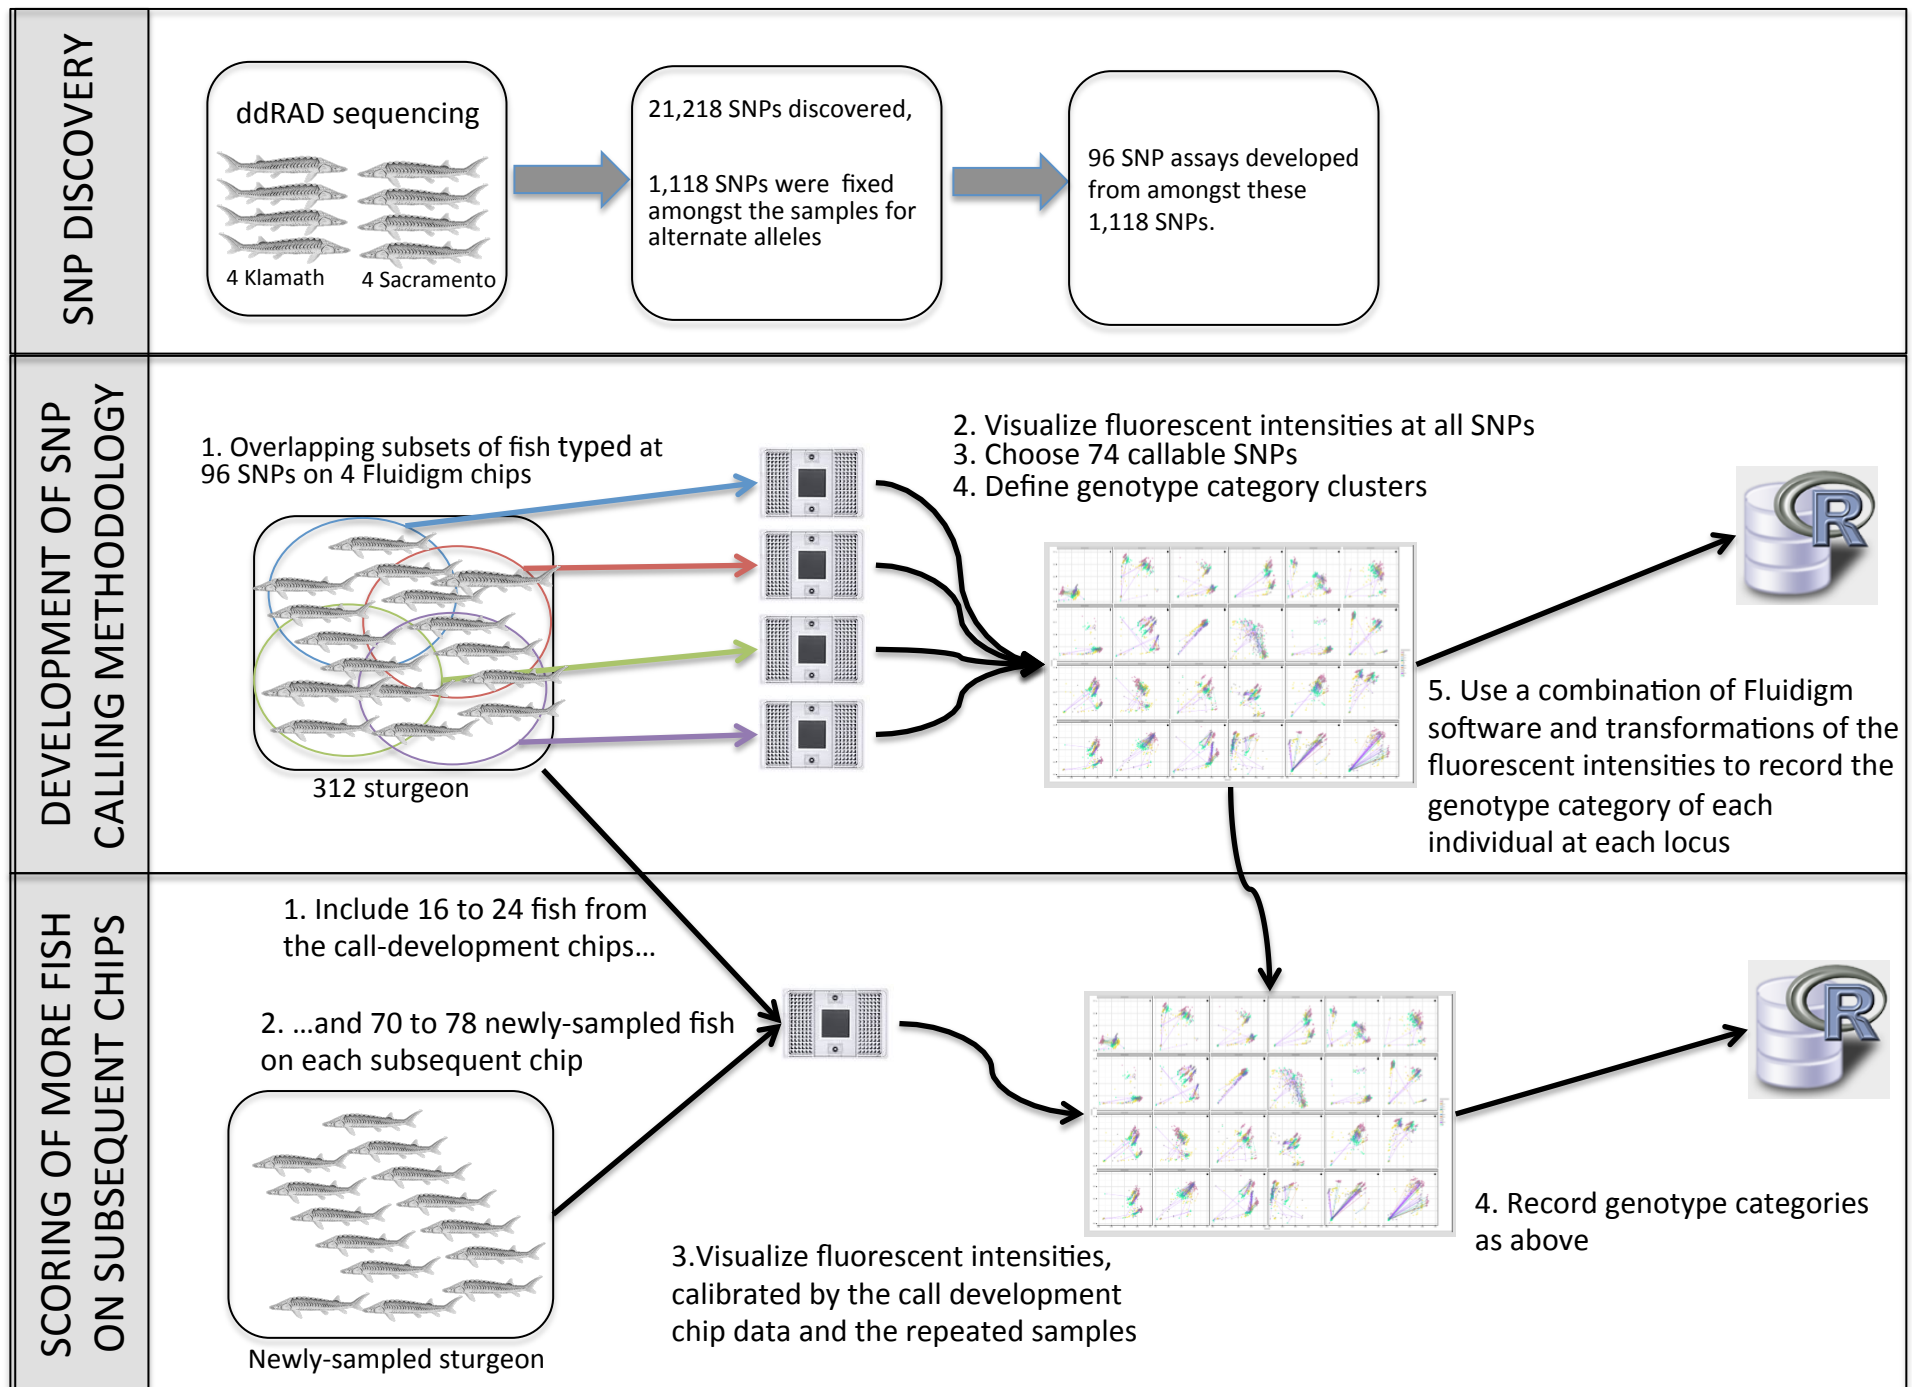 SNP DISCOVERY
ddRAD sequencing
4 Klamath
4 Sacramento
21,218 SNPs discovered,
1,118 SNPs were fixed
amongst the samples for
alternate alleles
96 SNP assays developed
from amongst these
1,118 SNPs.
DEVELOPMENT OF SNP
CALLING METHODOLOGY
1. Overlapping subsets of fish typed at
96 SNPs on 4 Fluidigm chips
312 sturgeon
2. Visualize fluorescent intensities at all SNPs
3. Choose 74 callable SNPs
4. Define genotype category clusters
R
5. Use a combination of Fluidigm
software and transformations of the
fluorescent intensities to record the
genotype category of each
individual at each locus
SCORING OF MORE FISH
ON SUBSEQUENT CHIPS
1. Include 16 to 24 fish from
the call-development chips...
2. ...and 70 to 78 newly-sampled fish
on each subsequent chip
Newly-sampled sturgeon
3.Visualize fluorescent intensities,
calibrated by the call development
chip data and the repeated samples
R
4. Record genotype categories
as above